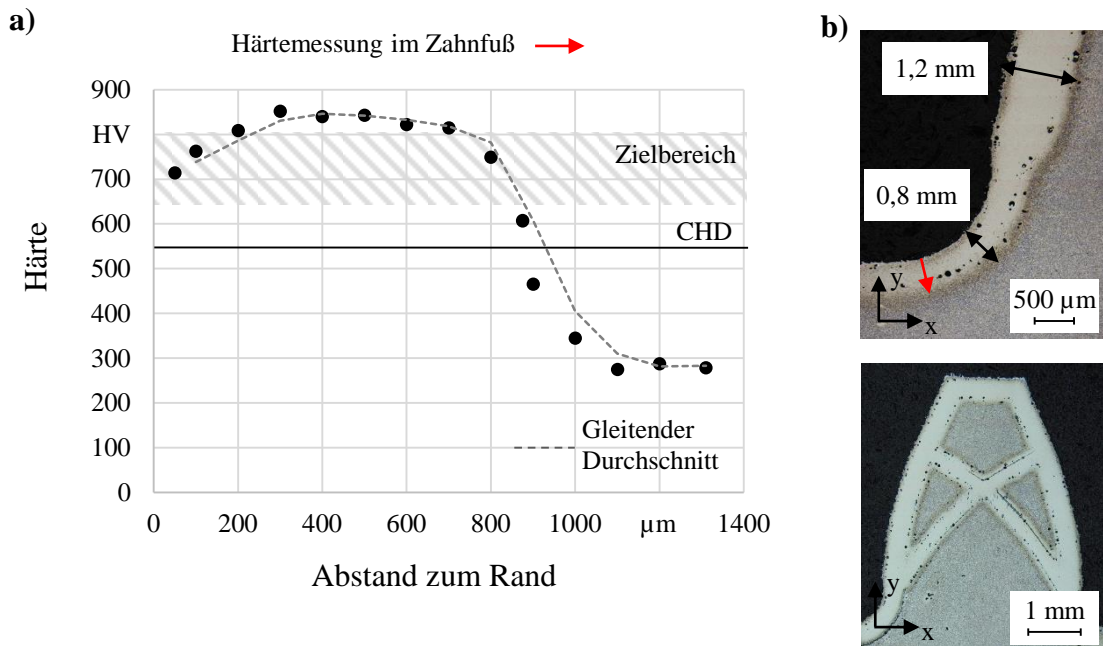 a)
Härtemessung im Zahnfuß
900
HV
700
600
500
400
300
200
100
0
Härte
Zielbereich
CHD
Gleitender
Durchschnitt
0
200
400
600
800
1000
µm
1400
Abstand zum Rand
b)
1,2 mm
0,8 mm
y
x
500 µm
y
x
1 mm